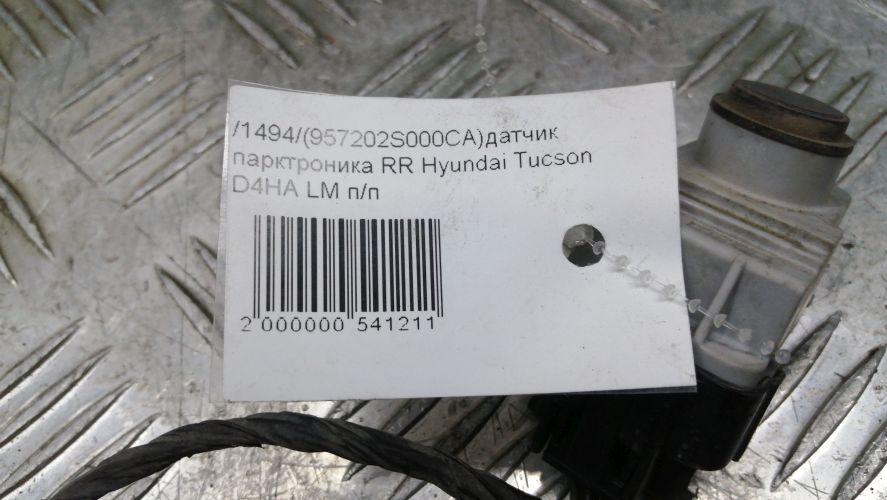 /1494/(957202S000CA)датчик
парктроника RR Hyundai Tucson
D4HA LM п/п
2 000000 541211